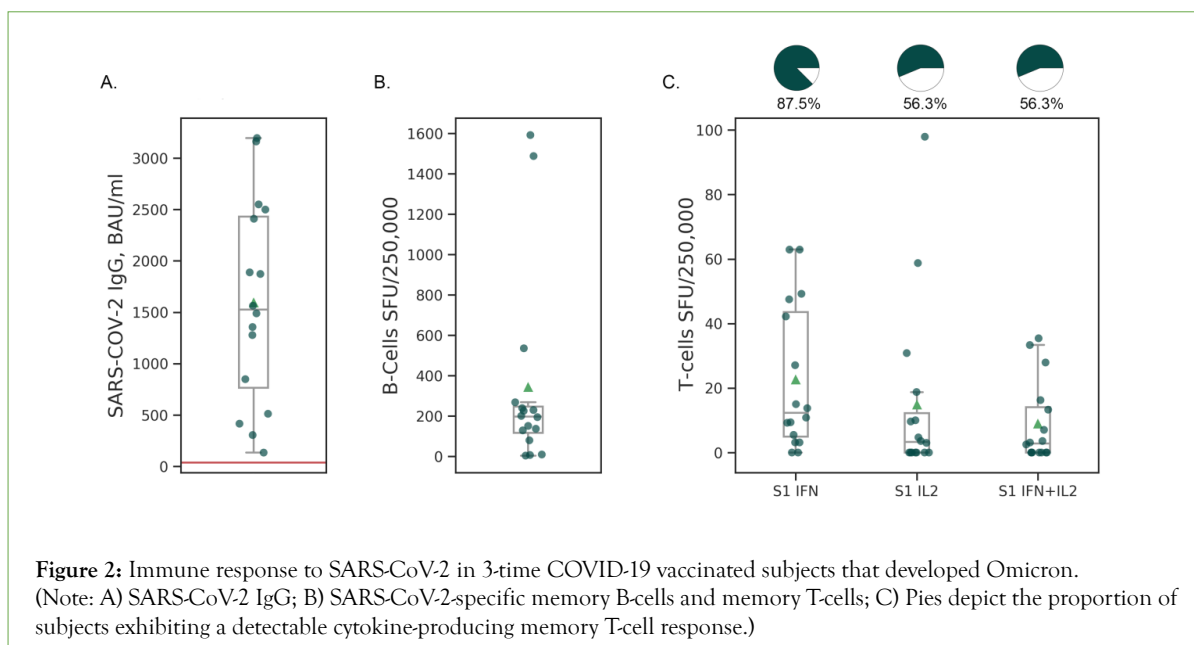 A.
B.
C.
87.5%
56.3%
56.3%
SARS-COV-2 IgG, BAU/ml
3000
2500
2000
1500
1000
500
0
B-Cells SFU/250,000
1600
1400
1200
1000
800
600
400
200
0
T-cells SFU/250,000
100
80
60
40
20
0
S1 IFN
S1 IL2
S1 IFN+IL2
Figure 2: Immune response to SARS-CoV-2 in 3-time COVID-19 vaccinated subjects that developed Omicron.
(Note: A) SARS-CoV-2 IgG; B) SARS-CoV-2-specific memory B-cells and memory T-cells; C) Pies depict the proportion of
subjects exhibiting a detectable cytokine-producing memory T-cell response.)